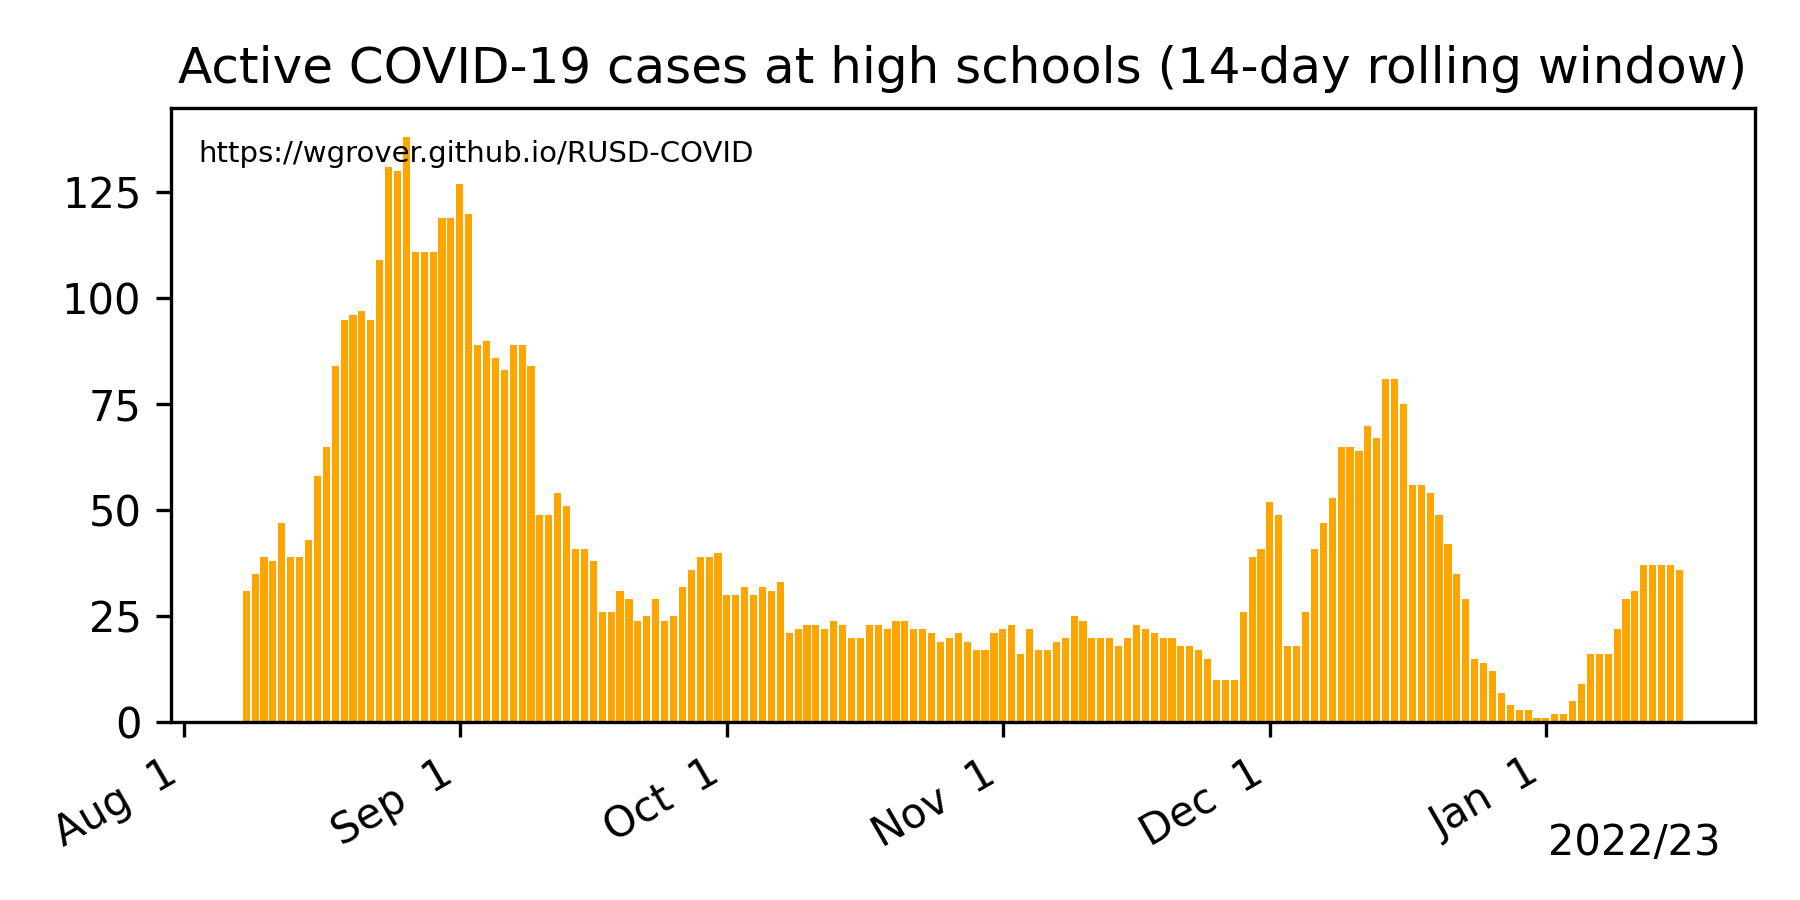 Active COVID-19 cases at high schools (14-day rolling window)
https://wgrover.github.io/RUSD-COVID
125
100
75
50
25
0
Aug 1
Sep 1
Oct 1
Nov 1
Dec 1
Jan 1
2022/23